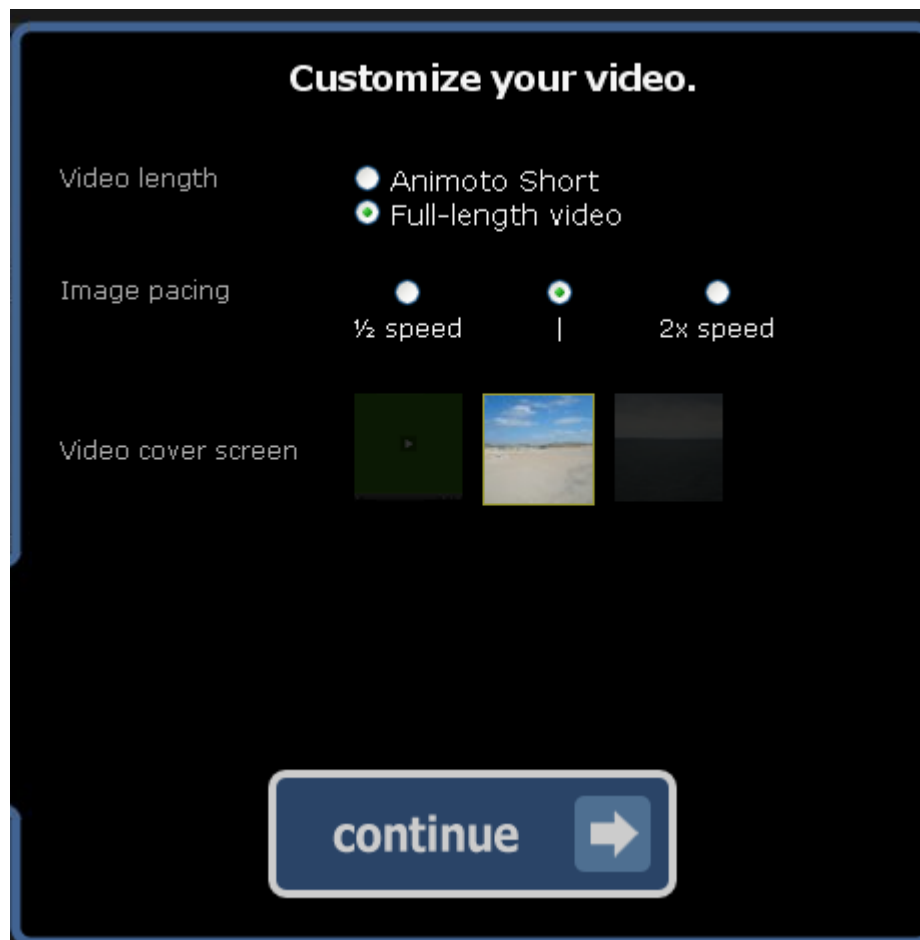 Customize your video.
Video length
Animoto Short
Full-length video
Image pacing
½ speed | 2x speed
Video cover screen
continue